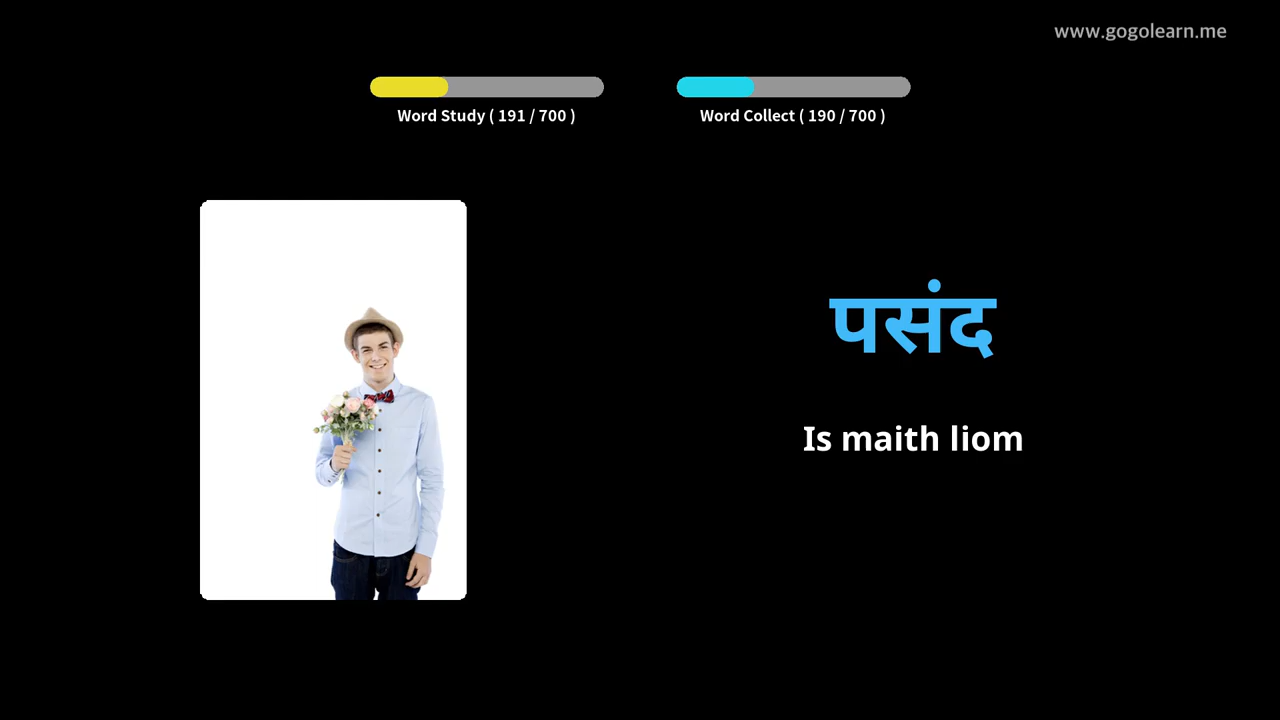 www.gogolearn.me
Word Study ( 191 / 700 )
Word Collect ( 190 / 700 )
पसंद
Is maith liom